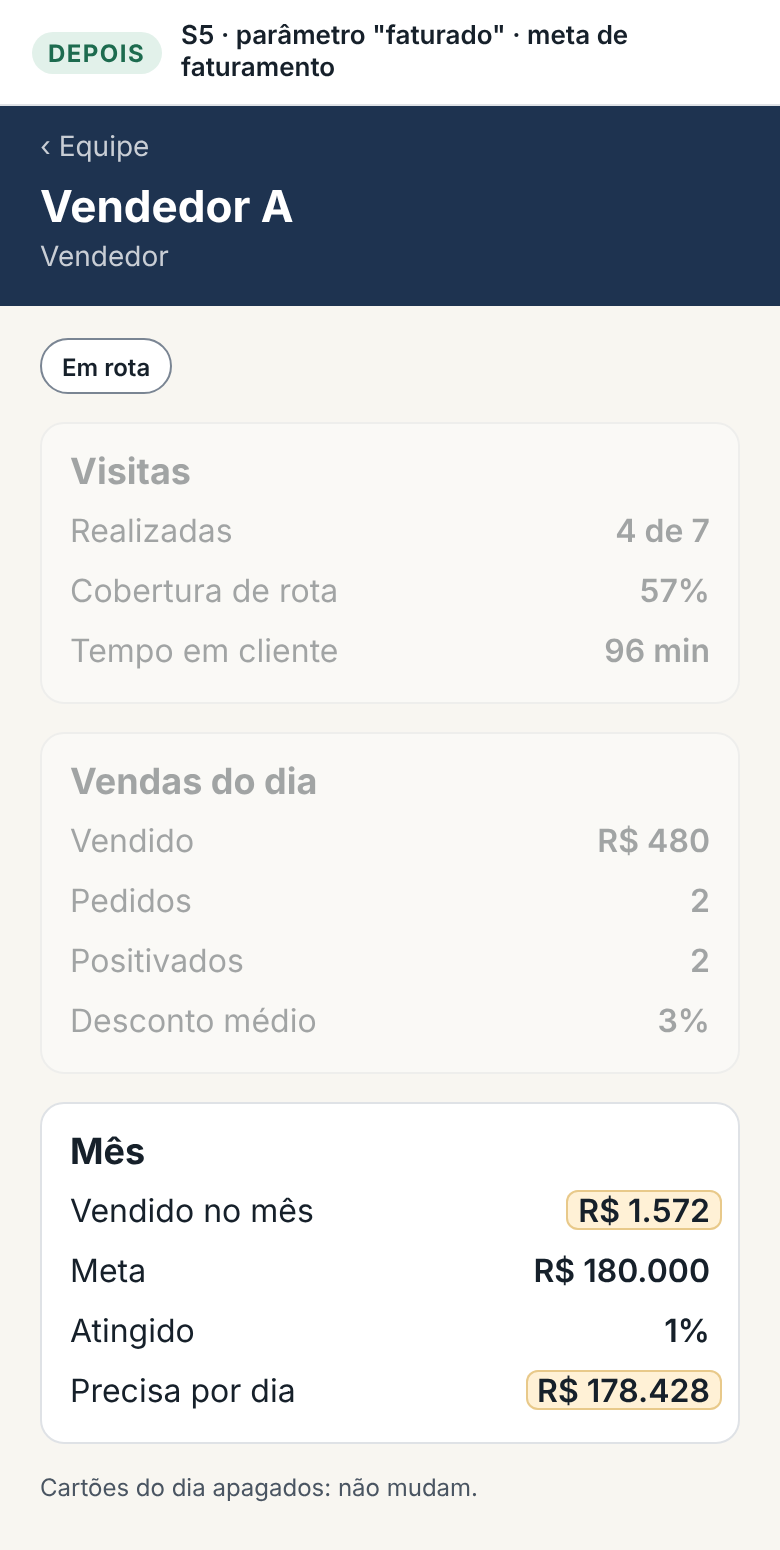 DEPOIS
S5 · parâmetro "faturado" · meta de
faturamento
‹ Equipe
Vendedor A
Vendedor
Em rota
Visitas
Realizadas 4 de 7
Cobertura de rota 57%
Tempo em cliente 96 min
Vendas do dia
Vendido R$ 480
Pedidos 2
Positivados 2
Desconto médio 3%
Mês
Vendido no mês R$ 1.572
Meta R$ 180.000
Atingido 1%
Precisa por dia R$ 178.428
Cartões do dia apagados: não mudam.